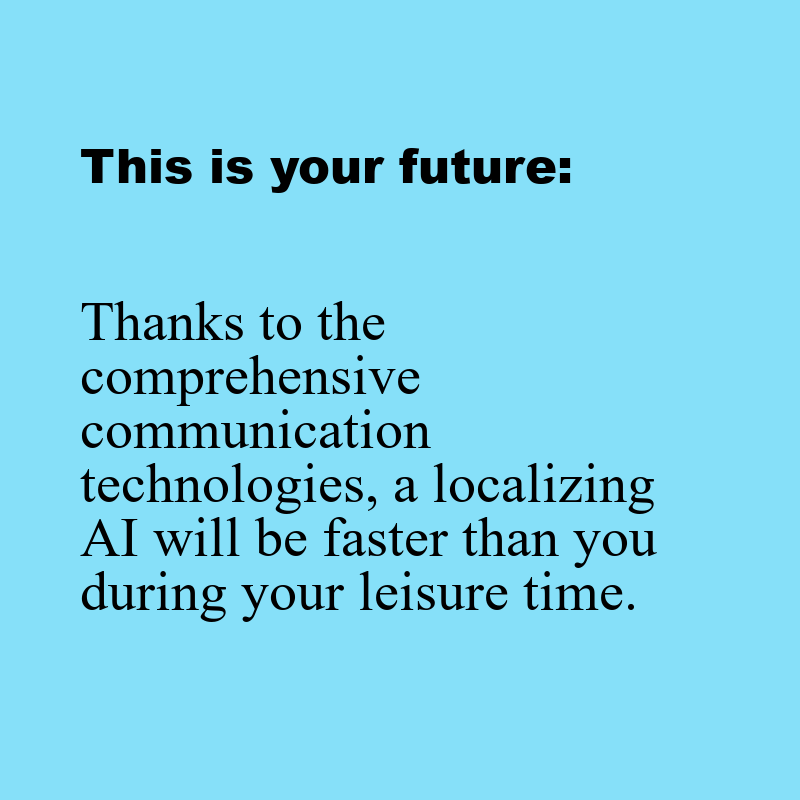 This is your future:
Thanks to the
comprehensive
communication
technologies, a localizing
AI will be faster than you
during your leisure time.